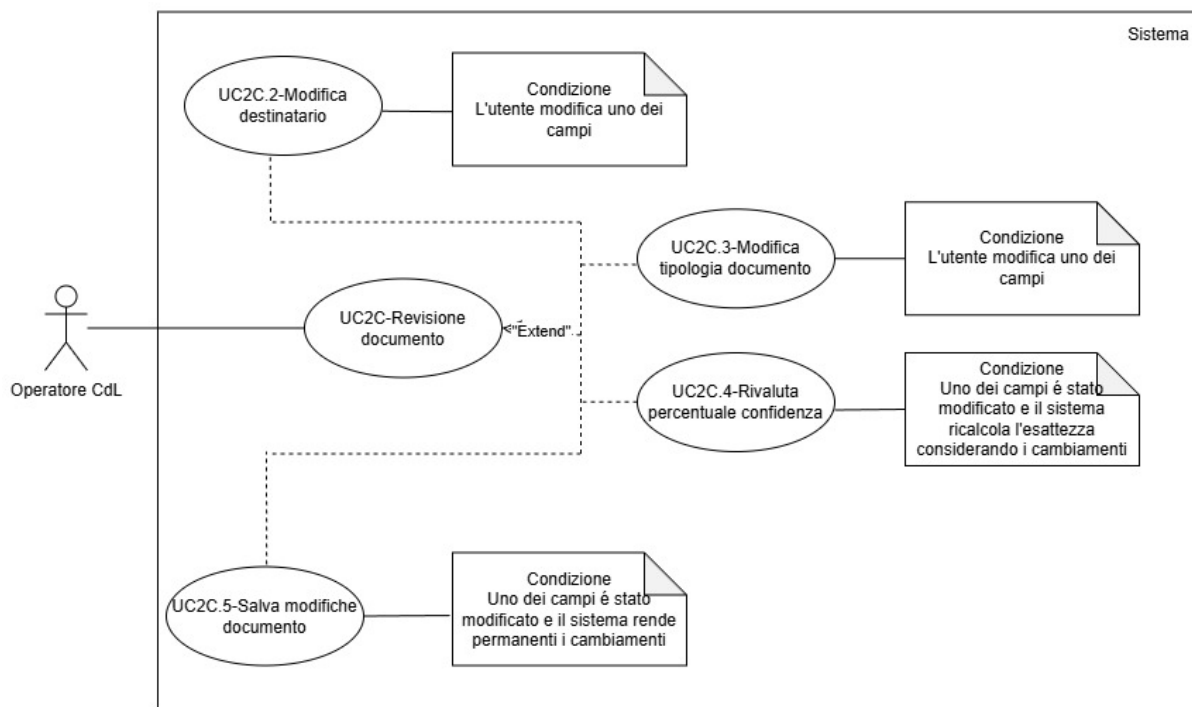 Sistema
UC2C.2-Modifica
destinatario
Condizione
L'utente modifica uno dei
campi
UC2C.3-Modifica
tipologia documento
Condizione
L'utente modifica uno dei
campi
Operatore CdL
UC2C-Revisione
documento
"Extend"
UC2C.4-Rivaluta
percentuale confidenza
Condizione
Uno dei campi é stato
modificato e il sistema
ricalcola l'esattezza
considerando i cambiamenti
UC2C.5-Salva modifiche
documento
Condizione
Uno dei campi é stato
modificato e il sistema rende
permanenti i cambiamenti